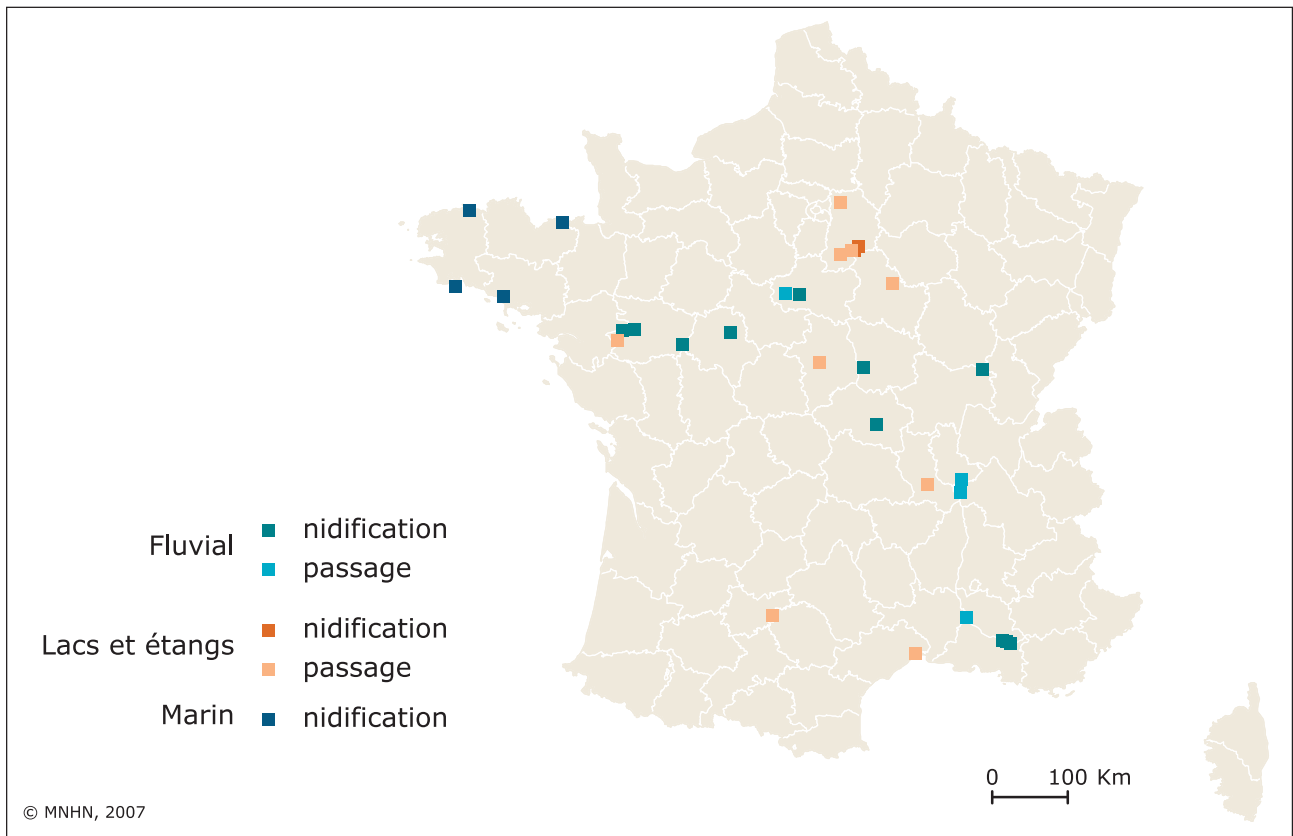 Fluvial
nidification
passage
Lacs et étangs
nidification
passage
Marin
nidification
0 100 Km
© MNHN, 2007